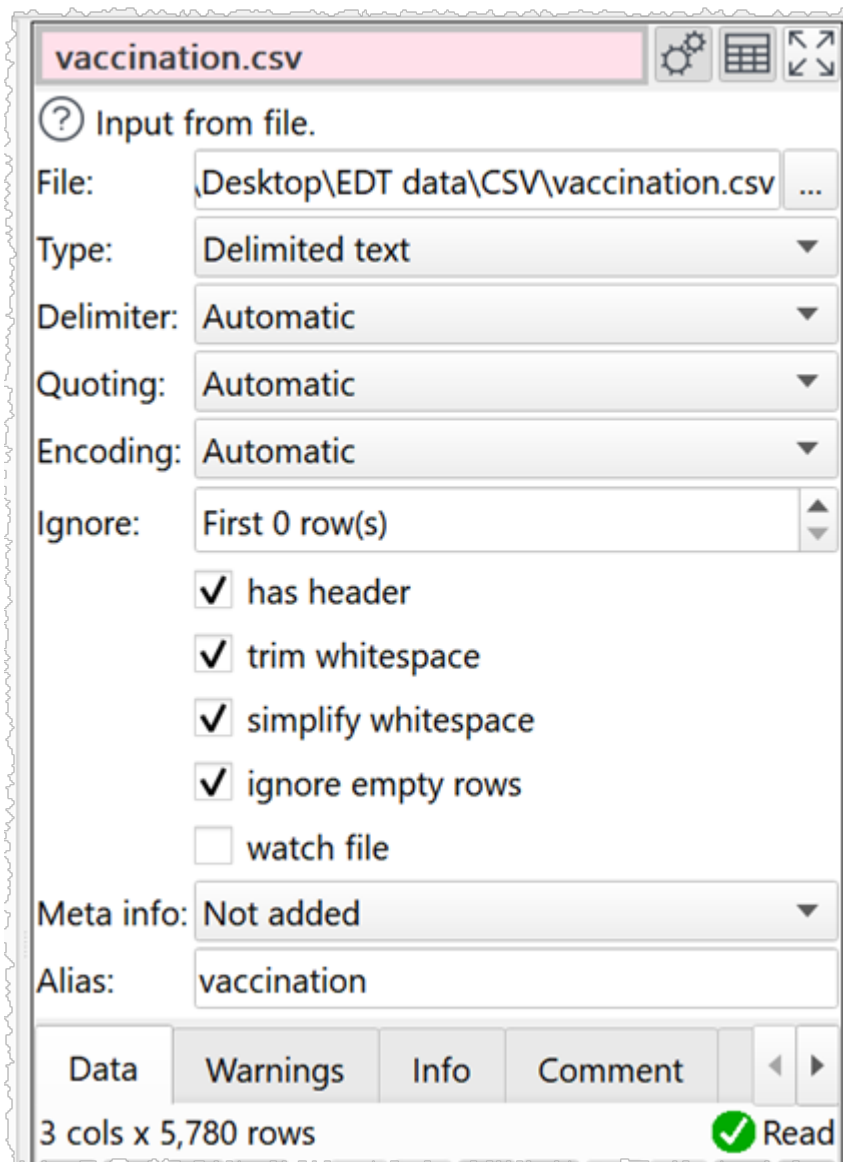 vaccination.csv
? Input from file.
File: \Desktop\EDT data\CSV\vaccination.csv ...
Type: Delimited text
Delimiter: Automatic
Quoting: Automatic
Encoding: Automatic
Ignore: First 0 row(s)
has header
trim whitespace
simplify whitespace
ignore empty rows
watch file
Meta info: Not added
Alias: vaccination
Data Warnings Info Comment
3 cols x 5,780 rows Read